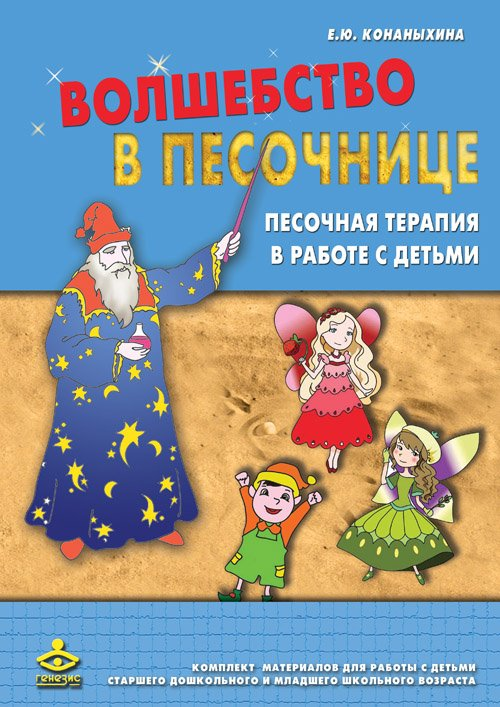 Е.Ю. КОНАНЫХИНА
ВОЛШЕБСТВО
В ПЕСОЧНИЦЕ
ПЕСОЧНАЯ ТЕРАПИЯ
В РАБОТЕ С ДЕТЬМИ
генезис
КОМПЛЕКТ МАТЕРИАЛОВ ДЛЯ РАБОТЫ С ДЕТЬМИ
СТАРШЕГО ДОШКОЛЬНОГО И МЛАДШЕГО ШКОЛЬНОГО ВОЗРАСТА